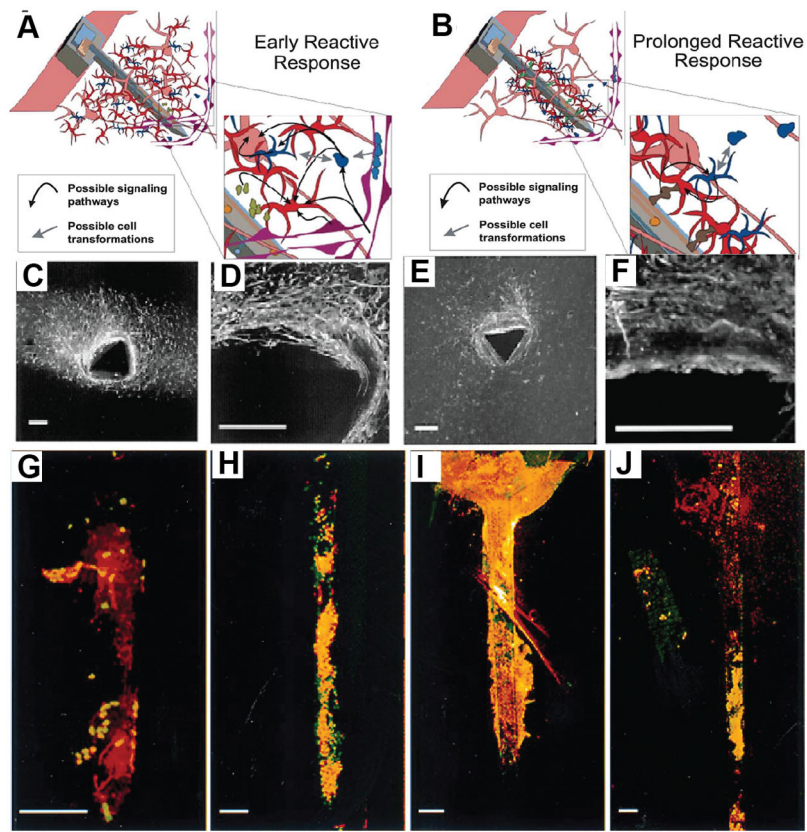 A
Early Reactive
Response
B
Prolonged Reactive
Response
Possible signaling
pathways
Possible cell
transformations
Possible signaling
pathways
Possible cell
transformations
C
D
E
F
G
H
I
J